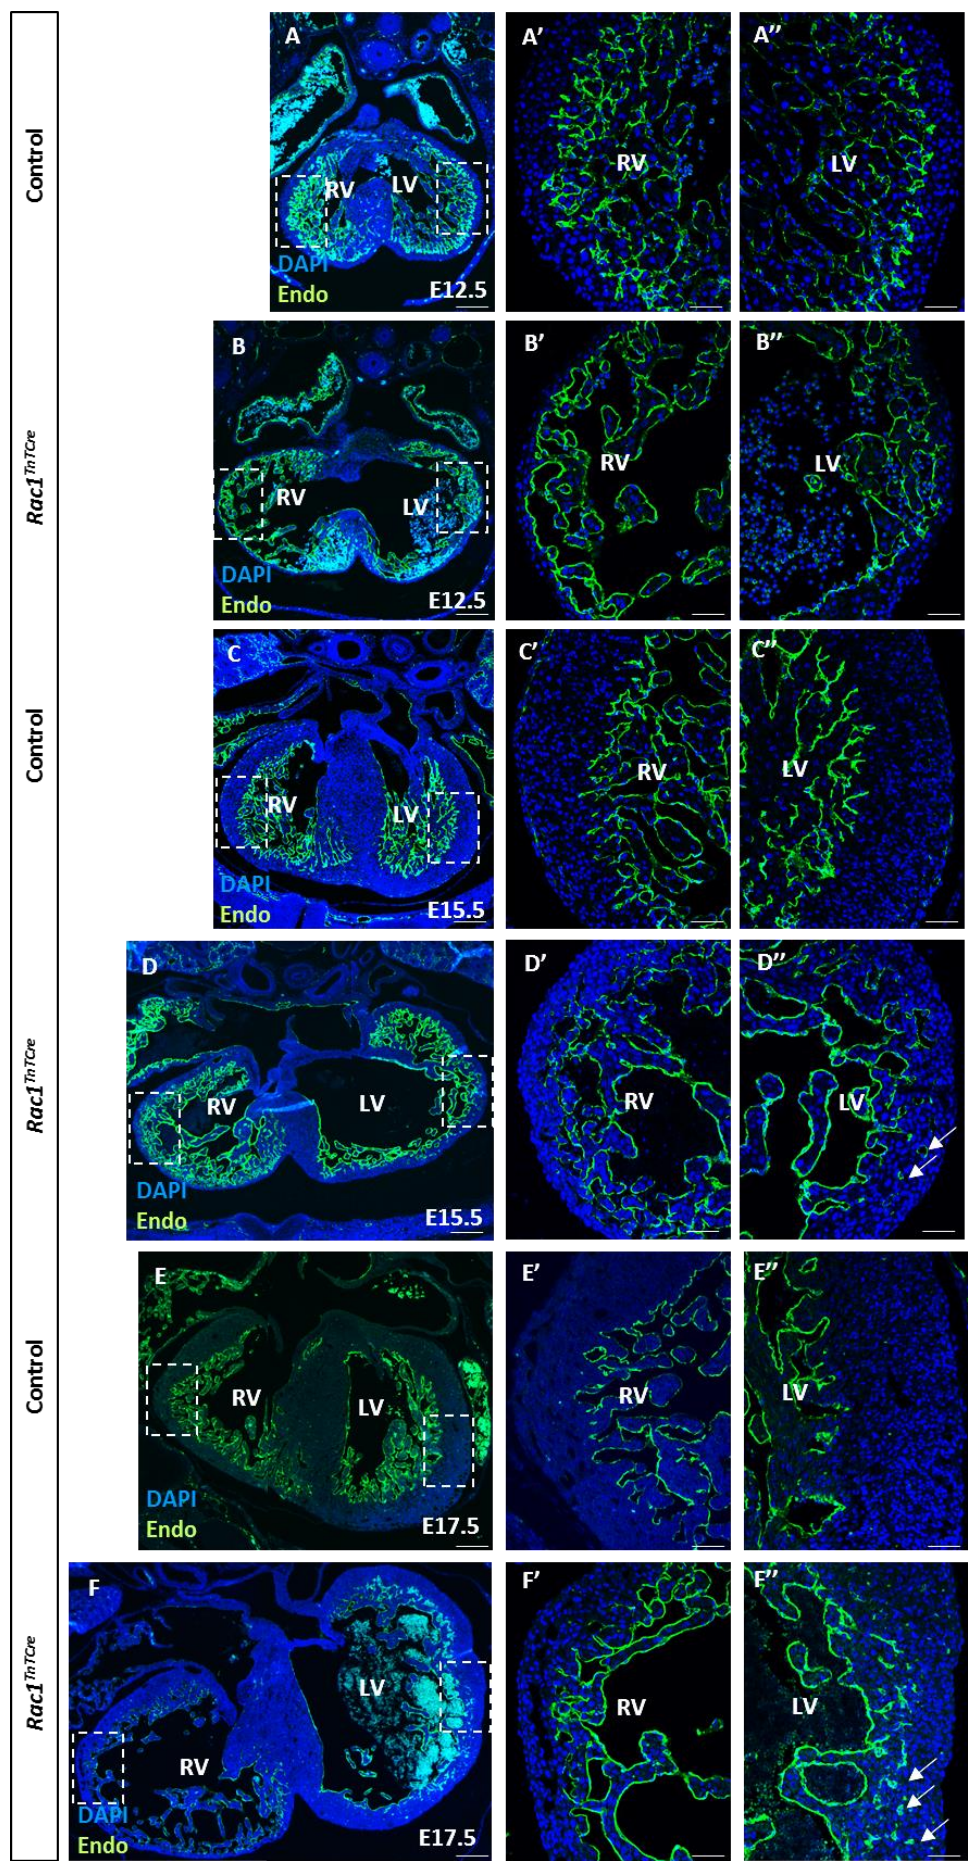 Control
A
RV
LV
DAPI
Endo
E12.5
A’
RV
A’’
LV
Rac1TnTCre
B
RV
LV
DAPI
Endo
E12.5
B’
RV
B’’
LV
Control
C
RV
LV
DAPI
Endo
E15.5
C’
RV
C’’
LV
Rac1TnTCre
D
RV
LV
DAPI
Endo
E15.5
D’
RV
D’’
LV
Control
E
RV
LV
DAPI
Endo
E17.5
E’
RV
E’’
LV
Rac1TnTCre
F
RV
LV
DAPI
Endo
E17.5
F’
RV
F’’
LV